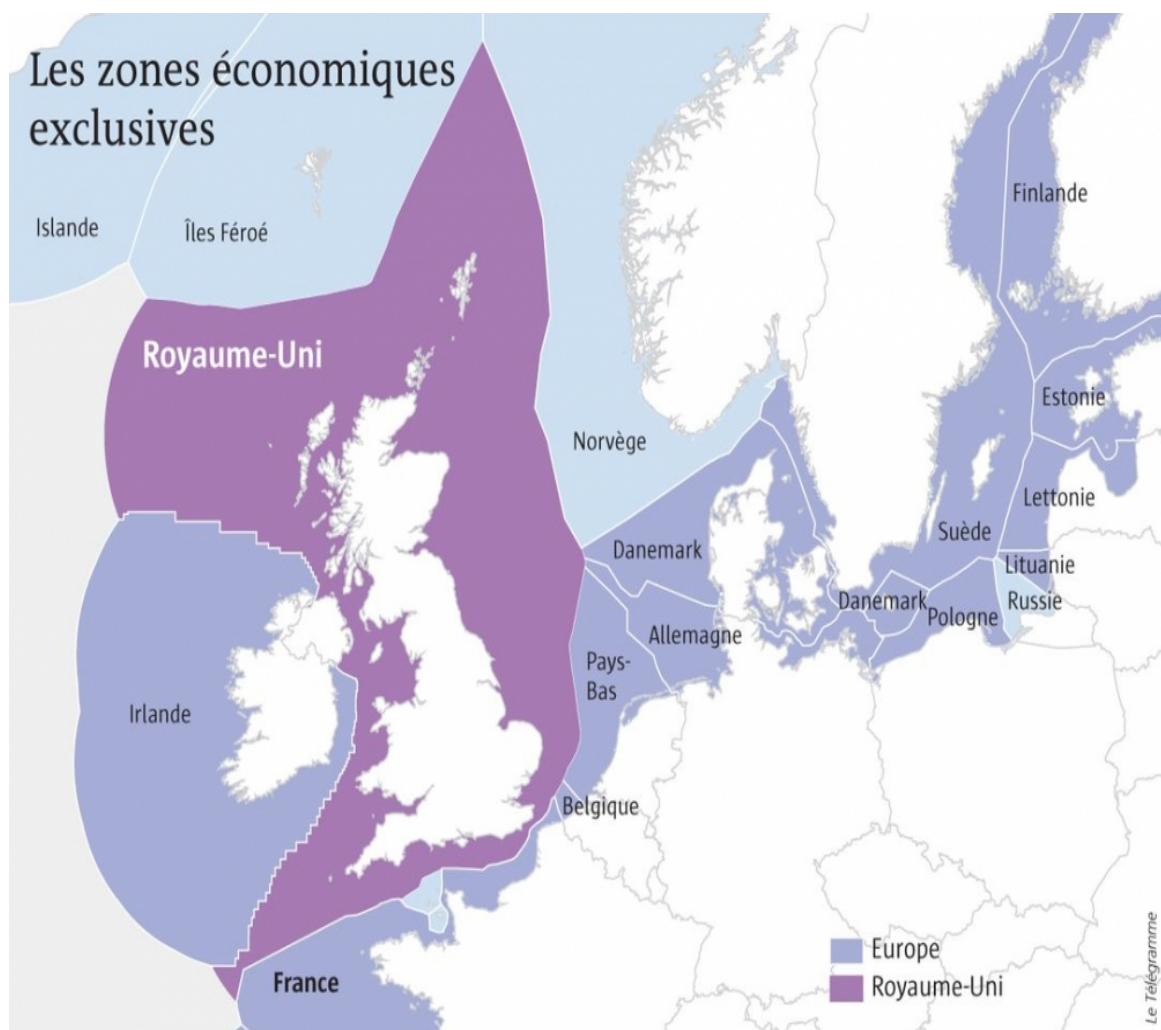 Les zones économiques
exclusives
Islande
Îles Féroé
Finlande
Royaume-Uni
Norvège
Estonie
Lettonie
Suède
Danemark
Lituanie
Russie
Danemark
Pologne
Allemagne
Pays-
Bas
Irlande
Belgique
France
Europe
Royaume-Uni
Le Télégramme